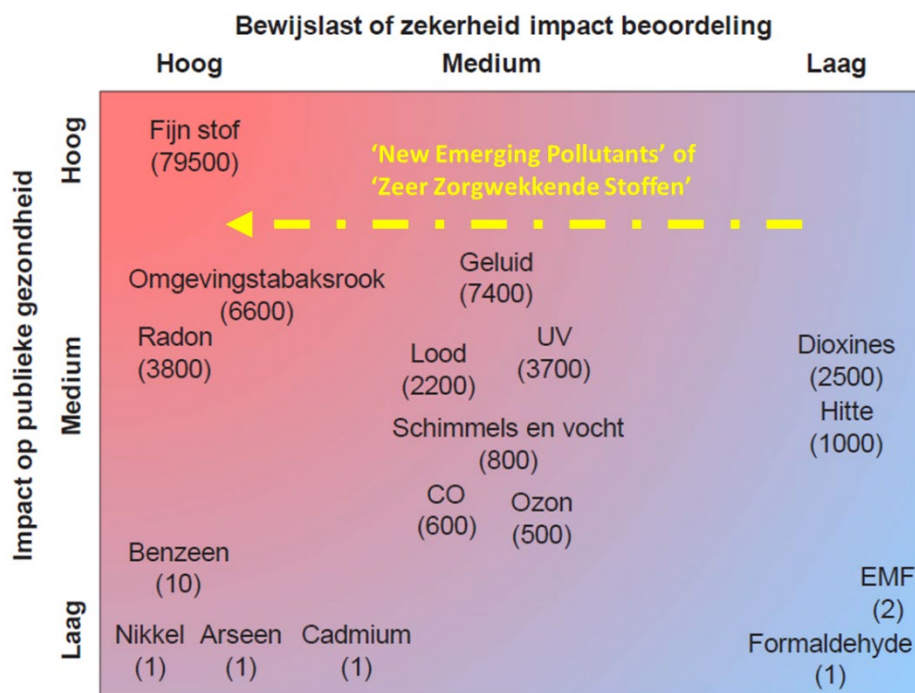 Bewijslast of zekerheid impact beoordeling
Hoog Medium Laag
Impact op publieke gezondheid
Hoog
Medium
Laag
Fijn stof
(79500)
‘New Emerging Pollutants’ of
‘Zeer Zorgwekkende Stoffen’
Omgevingstabaksrook
(6600)
Geluid
(7400)
Radon
(3800)
Lood
(2200)
UV
(3700)
Dioxines
(2500)
Hitte
(1000)
Schimmels en vocht
(800)
CO
(600)
Ozon
(500)
Benzeen
(10)
EMF
(2)
Nikkel
(1)
Arseen
(1)
Cadmium
(1)
Formaldehyde
(1)